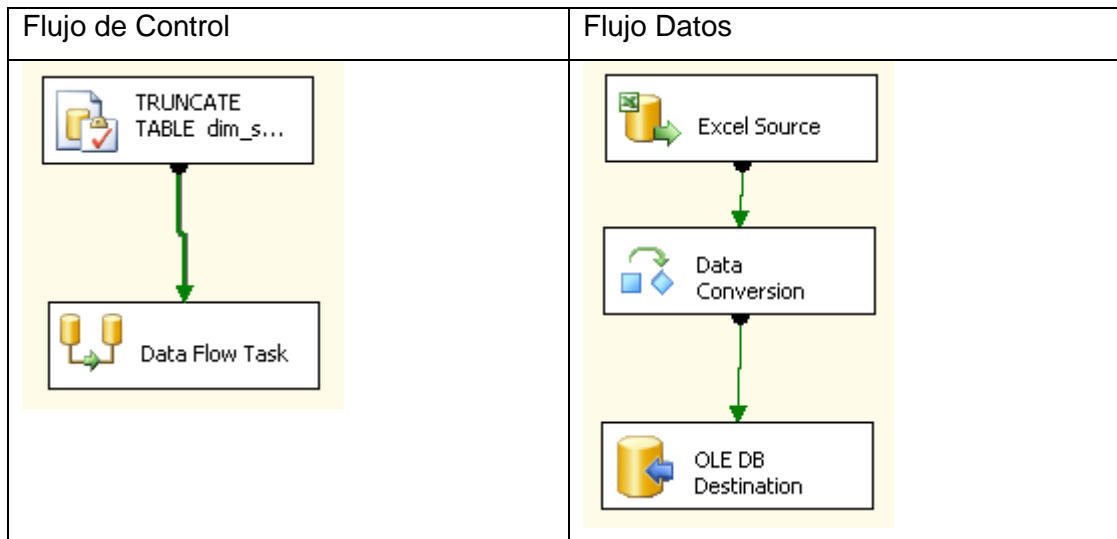 Flujo de Control
Flujo Datos
TRUNCATE
TABLE dim_s...
Data Flow Task
Excel Source
Data
Conversion
OLE DB
Destination